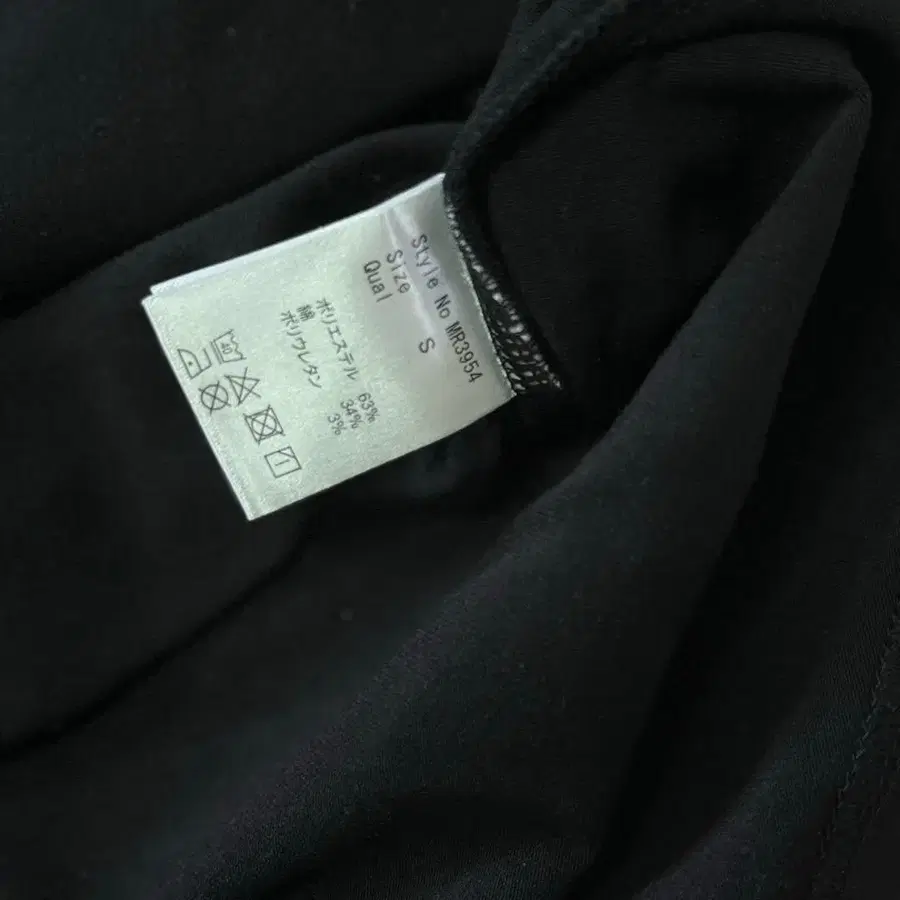 Style No MR3954
Size S
Qual
ポリエステル 63%
綿 34%
ポリウレタン 3%
40